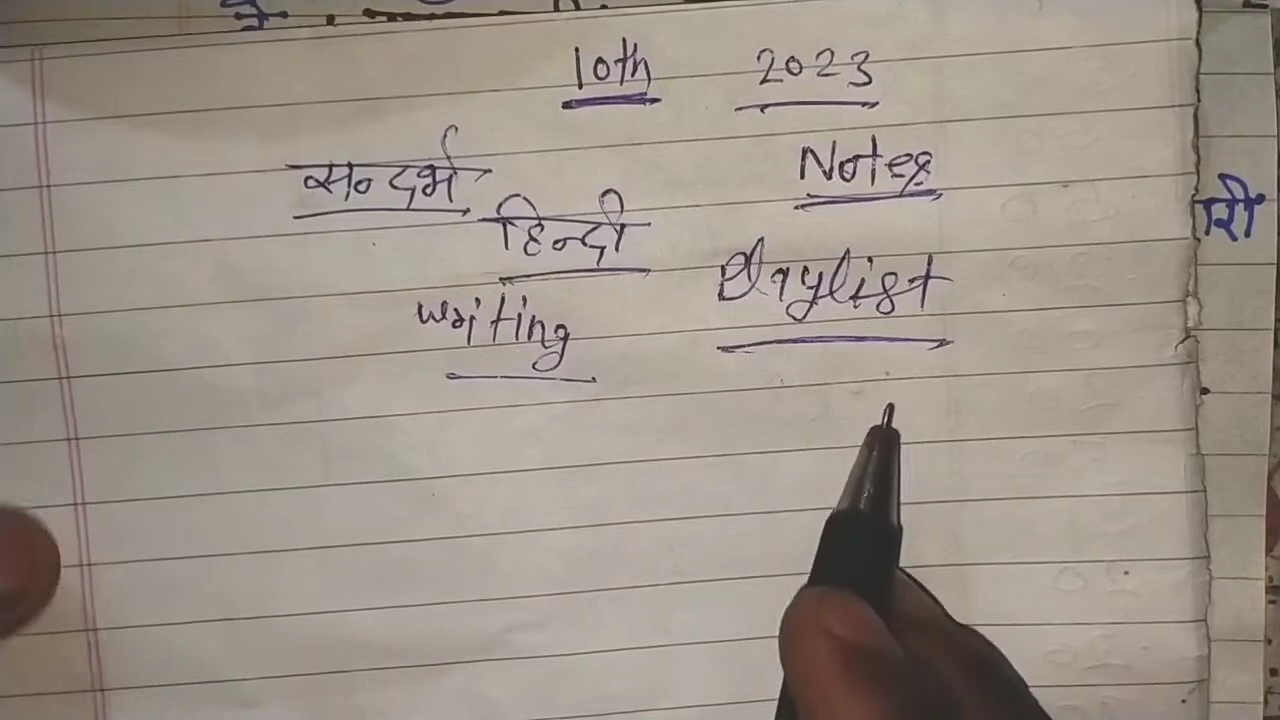 10th 2023
सन्दर्भ Notes
हिन्दी
Playlist
writing
री